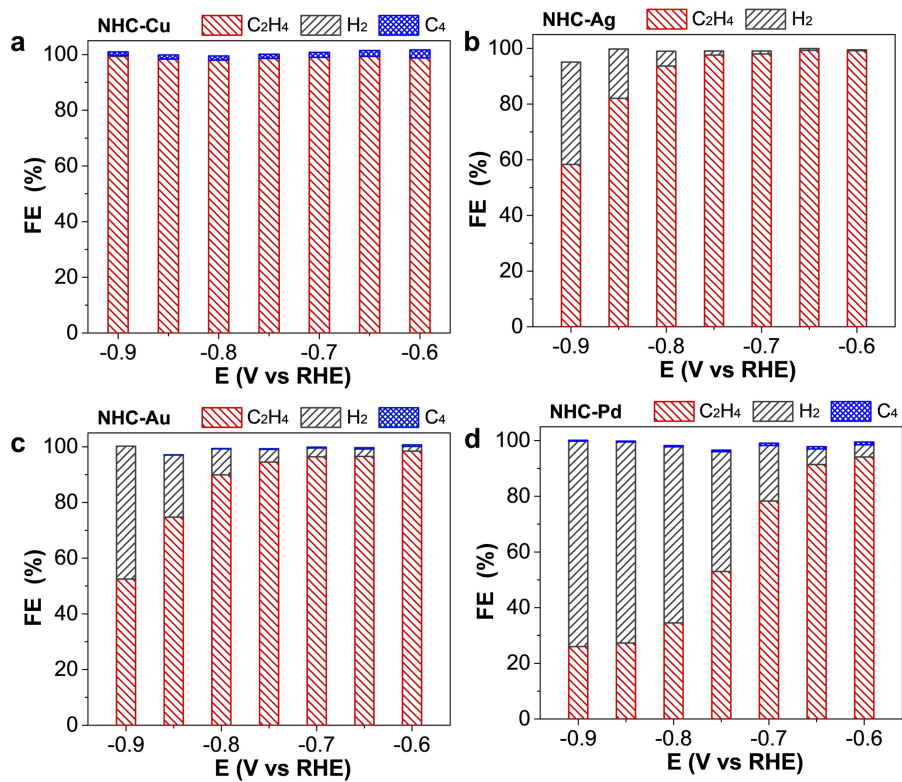 a NHC-Cu C₂H₄ H₂ C₄
FE (%)
100
80
60
40
20
0
-0.9 -0.8 -0.7 -0.6
E (V vs RHE)
b NHC-Ag C₂H₄ H₂
FE (%)
100
80
60
40
20
0
-0.9 -0.8 -0.7 -0.6
E (V vs RHE)
c NHC-Au C₂H₄ H₂ C₄
FE (%)
100
80
60
40
20
0
-0.9 -0.8 -0.7 -0.6
E (V vs RHE)
d NHC-Pd C₂H₄ H₂ C₄
FE (%)
100
80
60
40
20
0
-0.9 -0.8 -0.7 -0.6
E (V vs RHE)